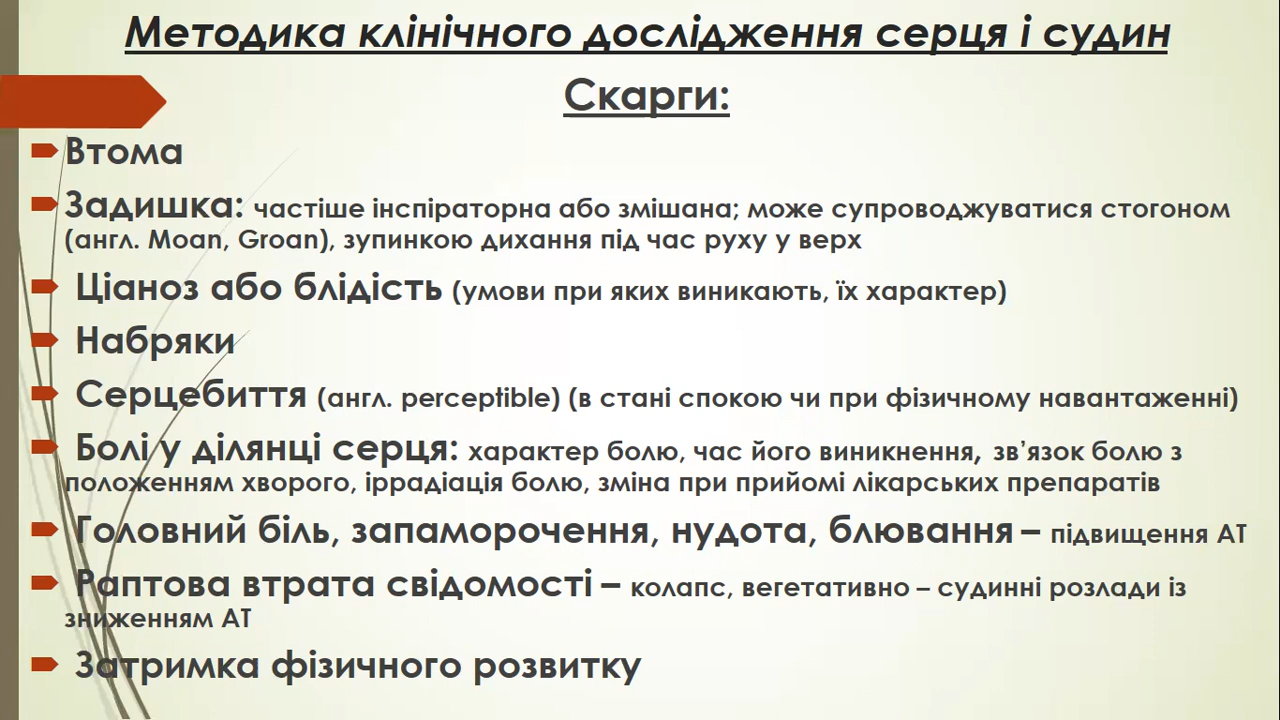 Методика клінічного дослідження серця і судин
Скарги:
Втома
Задишка: частіше інспіраторна або змішана; може супроводжуватися стогоном
(англ. Moan, Groan), зупинкою дихання під час руху у верх
Ціаноз або блідість (умови при яких виникають, їх характер)
Набряки
Серцебиття (англ. perceptible) (в стані спокою чи при фізичному навантаженні)
Болі у ділянці серця: характер болю, час його виникнення, зв’язок болю з
положенням хворого, іррадіація болю, зміна при прийомі лікарських препаратів
Головний біль, запаморочення, нудота, блювання – підвищення АТ
Раптова втрата свідомості – колапс, вегетативно – судинні розлади із
зниженням АТ
Затримка фізичного розвитку